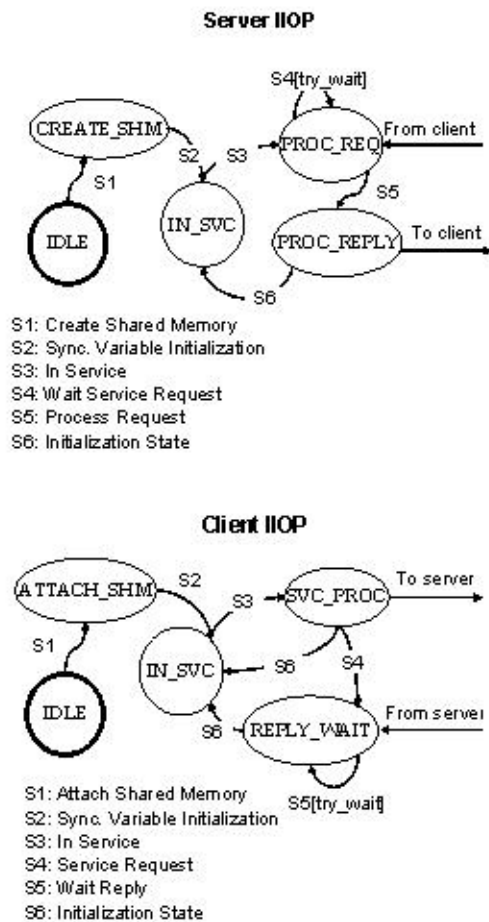 Server IIOP
S4[try_wait]
CREATE_SHM
From client
S2
S3
PROC_REQ
S1
S5
IDLE
IN_SVC
PROC_REPLY
To client
S6
S1: Create Shared Memory
S2: Sync. Variable Initialization
S3: In Service
S4: Wait Service Request
S5: Process Request
S6: Initialization State
Client IIOP
S2
To server
ATTACH_SHM
S3
SVC_PROC
S1
S6
S4
IN_SVC
From server
IDLE
S6
REPLY_WAIT
S5[try_wait]
S1: Attach Shared Memory
S2: Sync. Variable Initialization
S3: In Service
S4: Service Request
S5: Wait Reply
S6: Initialization State